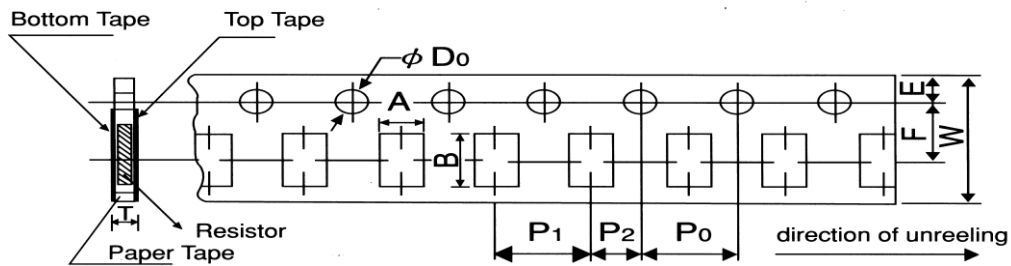 Bottom Tape
Top Tape
ϕ D₀
A
B
E
F
W
T
Resistor
Paper Tape
P₁
P₂
P₀
direction of unreeling